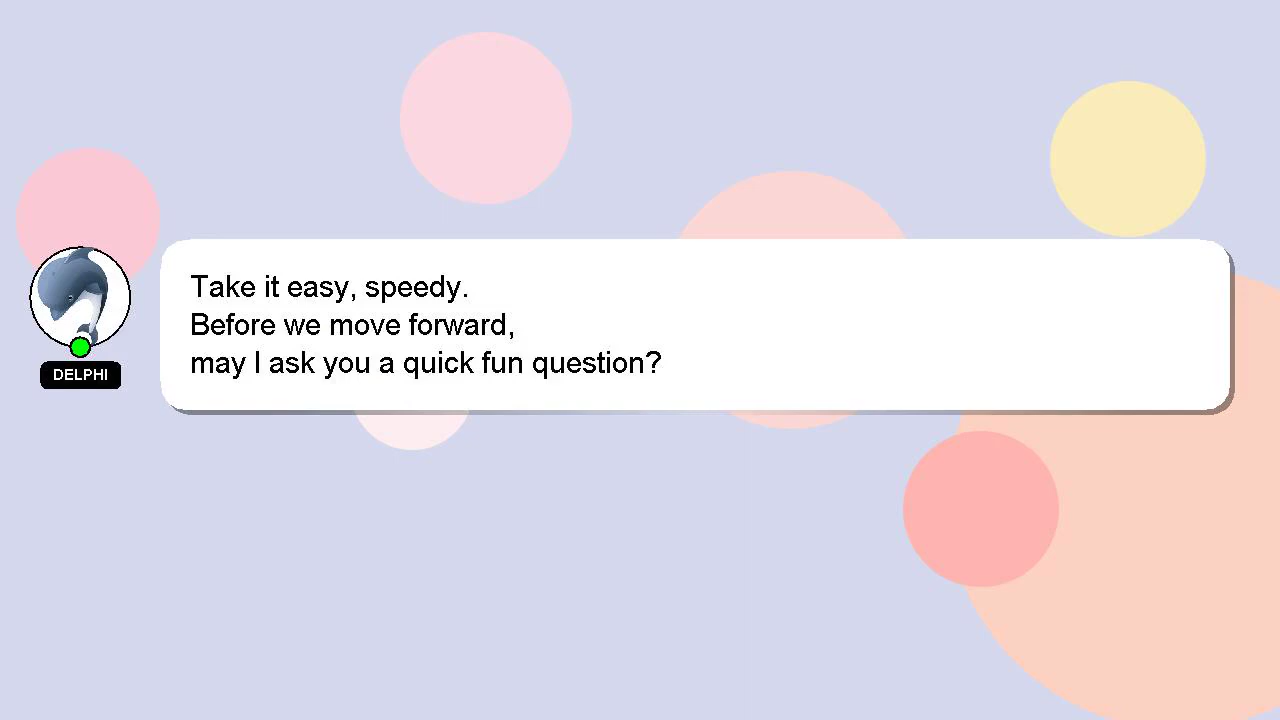 Take it easy, speedy.
Before we move forward,
may I ask you a quick fun question?
DELPHI